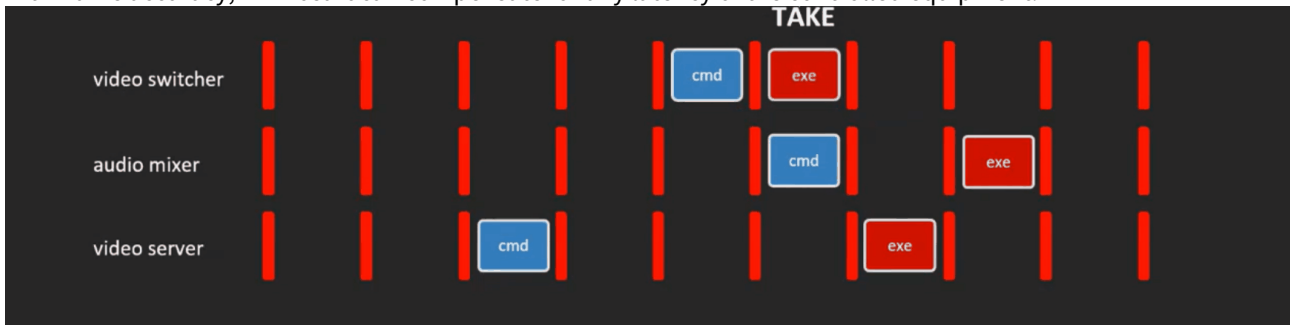 TAKE
video switcher cmd exe
audio mixer cmd exe
video server cmd exe